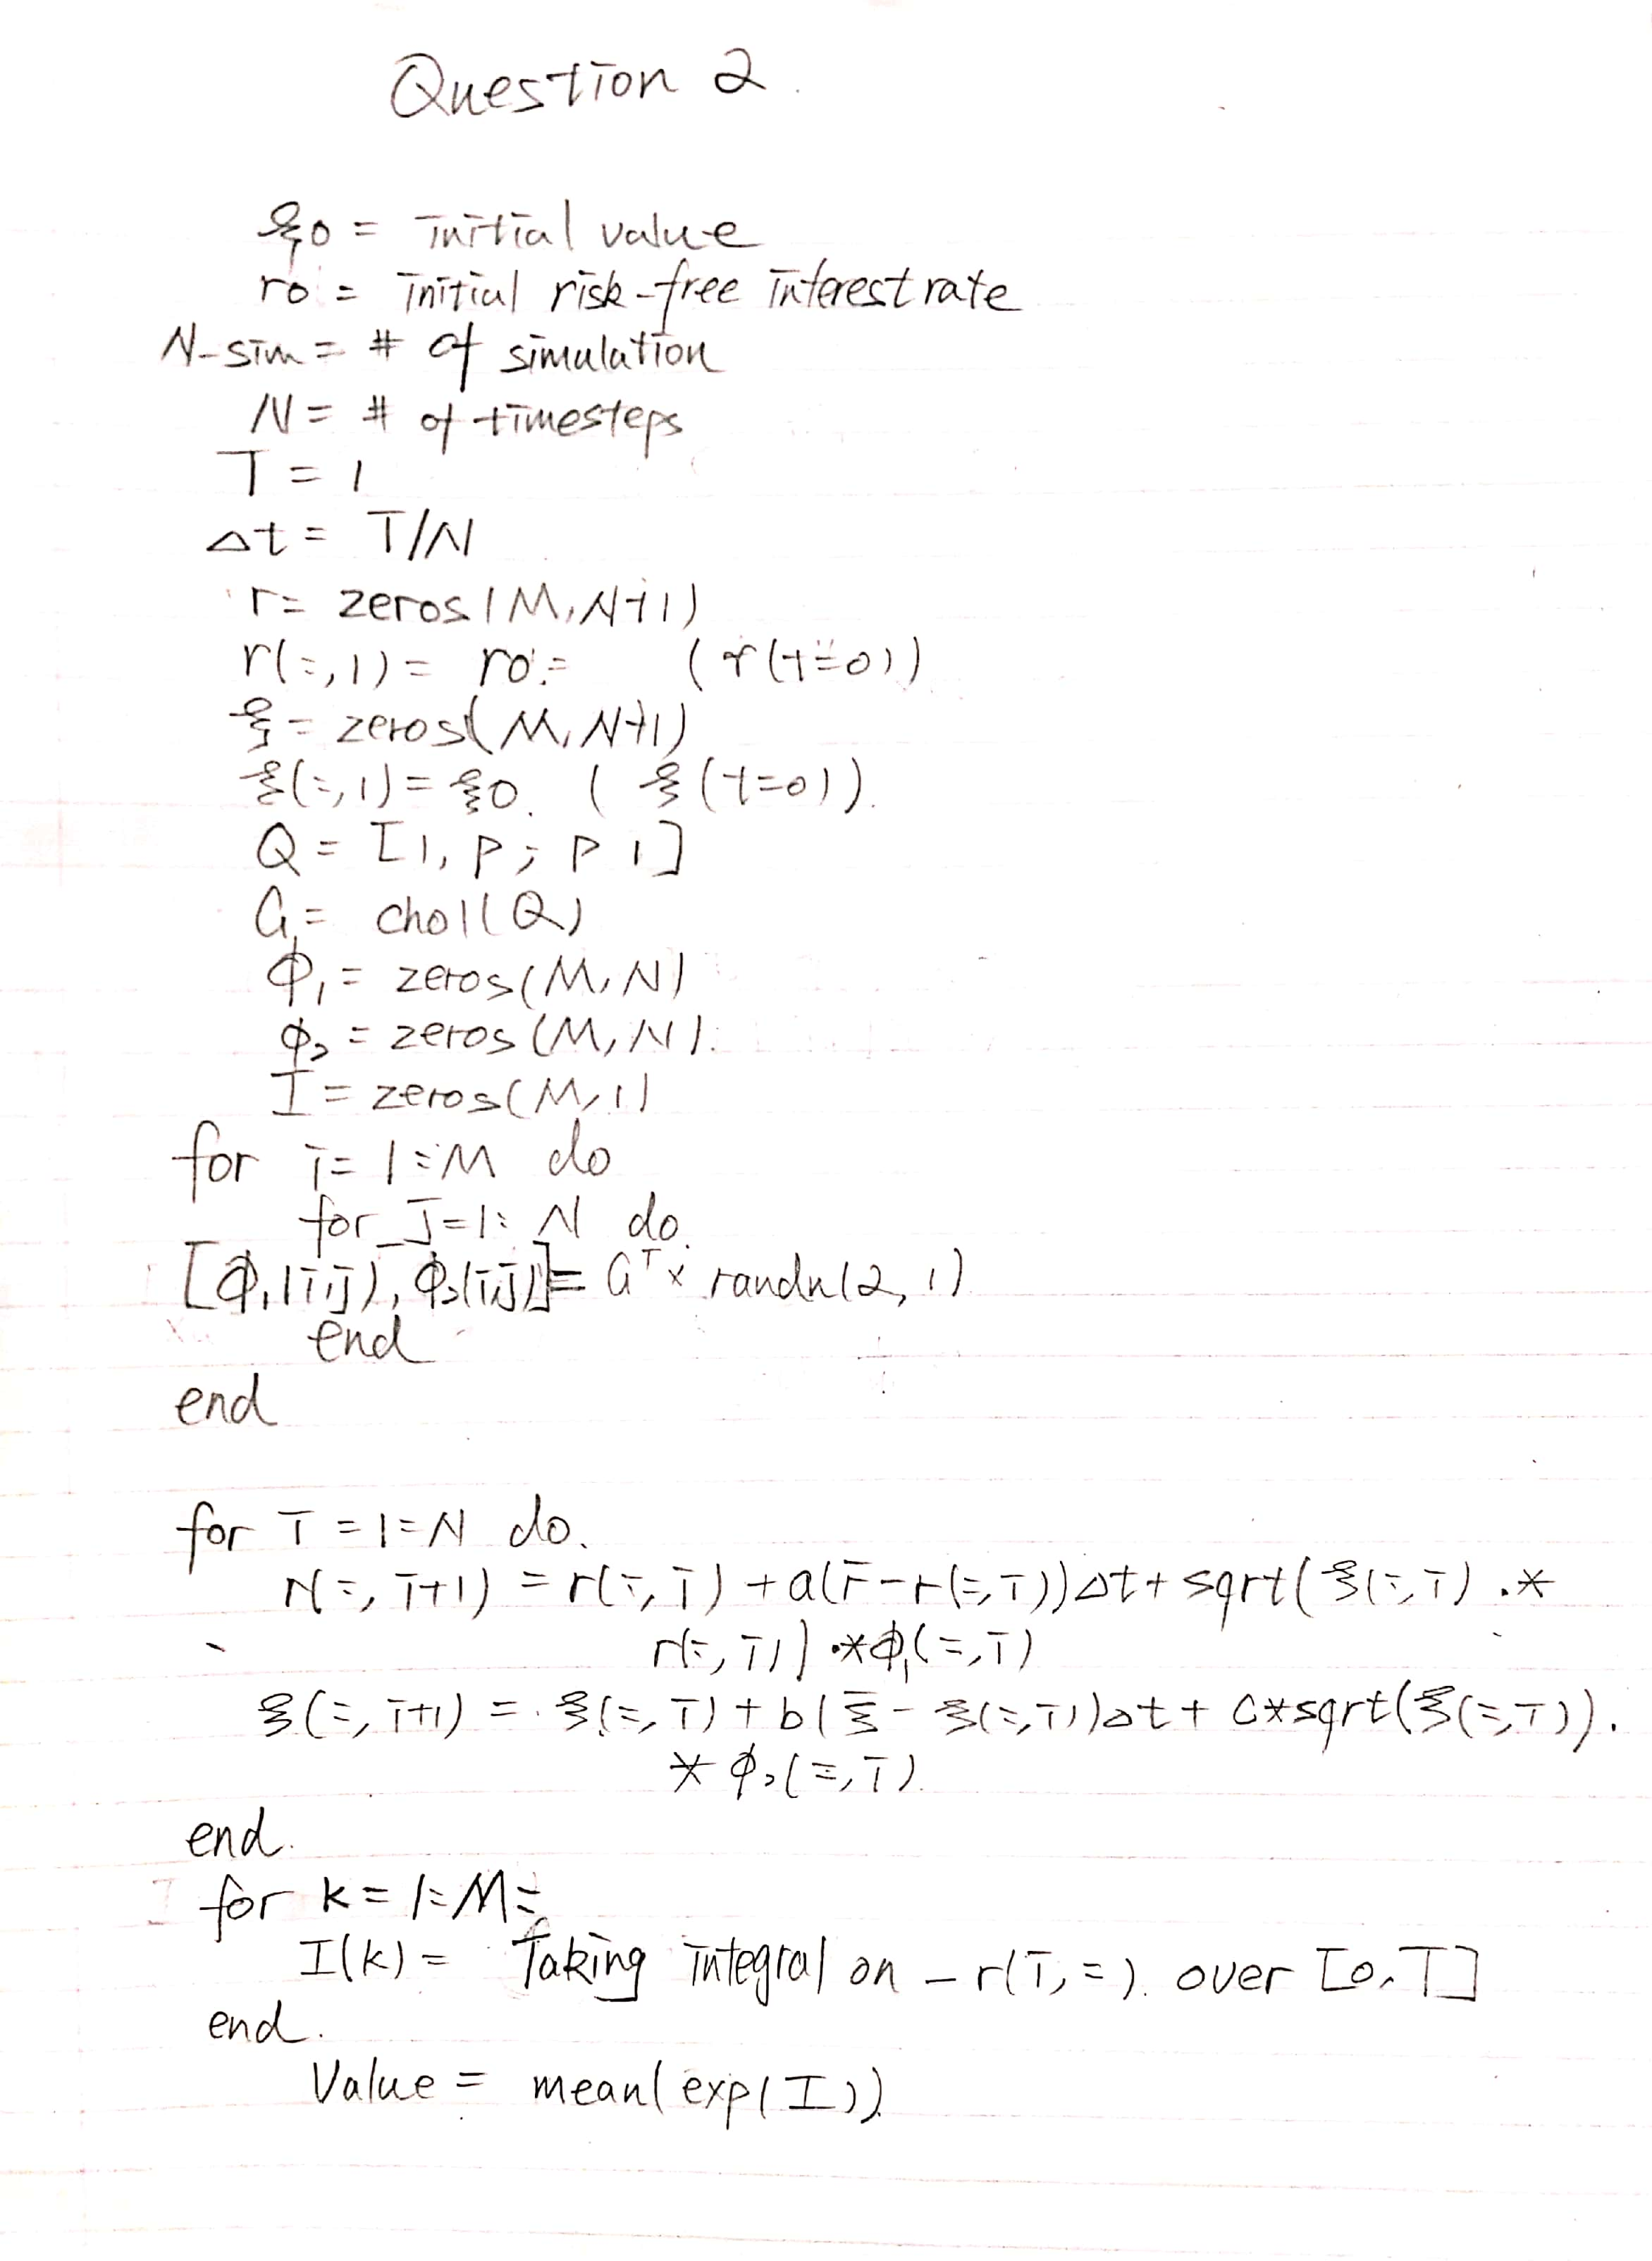 Question 2.
ξ0 = initial value
r0 = initial risk-free interest rate
N-sim = # of simulation
N = # of timesteps
T = 1
Δt = T/N
r = zeros(M, N+1)
r(:,1) = r0: (r(t=0))
ξ = zeros(M, N+1)
ξ(:,1) = ξ0. (ξ(t=0)).
Q = [1, ρ; ρ 1]
G = choll(Q)
ϕ₁ = zeros(M, N)
ϕ₂ = zeros(M, N).
I = zeros(M, 1)
for i = 1:M do
for J=1: N do.
[ϕ₁(i,j), ϕ₂(i,j)] = Gᵀ x randn(2, 1)
end
end
for i = 1:N do.
r(:, i+1) = r(:, i) + a(r̄ - r(:, i))Δt + sqrt(ξ(:, i) .*
r(:, i)) .*ϕ₁(:, i)
ξ(:, i+1) = ξ(:, i) + b(ξ̄ - ξ(:, i))Δt + c*sqrt(ξ(:, i)).
* ϕ₂(:, i).
end.
for k = 1:M:
I(k) = Taking integral on - r(i, :). over [0, T]
end.
Value = mean(exp(I))